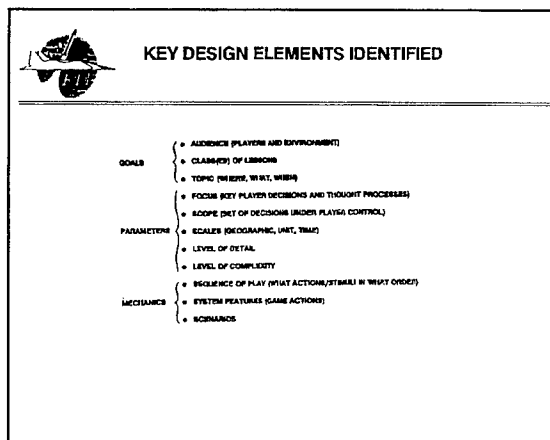 KEY DESIGN ELEMENTS IDENTIFIED
GOALS
• AUDIENCE (PLAYERS AND ENVIRONMENT)
• CLASS(ES) OF LESSONS
• TOPIC (WHERE, WHAT, WHEN)
PARAMETERS
• FOCUS (KEY PLAYER DECISIONS AND THOUGHT PROCESSES)
• SCOPE (SET OF DECISIONS UNDER PLAYER CONTROL)
• SCALES (GEOGRAPHIC, UNIT, TIME)
• LEVEL OF DETAIL
• LEVEL OF COMPLEXITY
MECHANICS
• SEQUENCE OF PLAY (WHAT ACTIONS/STIMULI IN WHAT ORDER)
• SYSTEM FEATURES (GAME ACTIONS)
• SCENARIOS